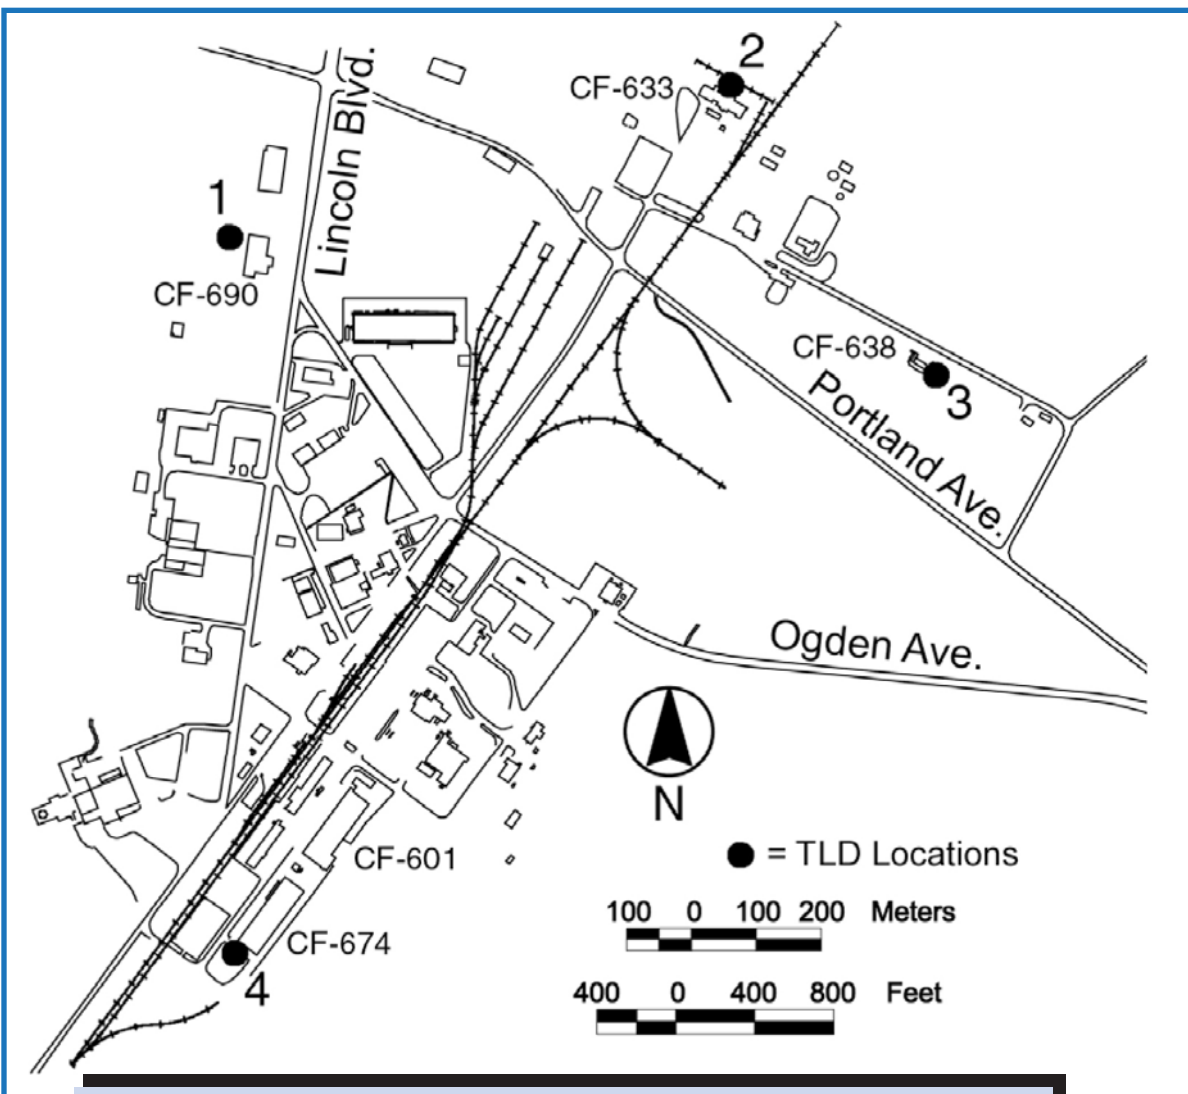 2
CF-633
Lincoln Blvd.
1
CF-690
CF-638
3
Portland Ave.
Ogden Ave.
N
= TLD Locations
CF-601
100 0 100 200 Meters
CF-674
4
400 0 400 800 Feet